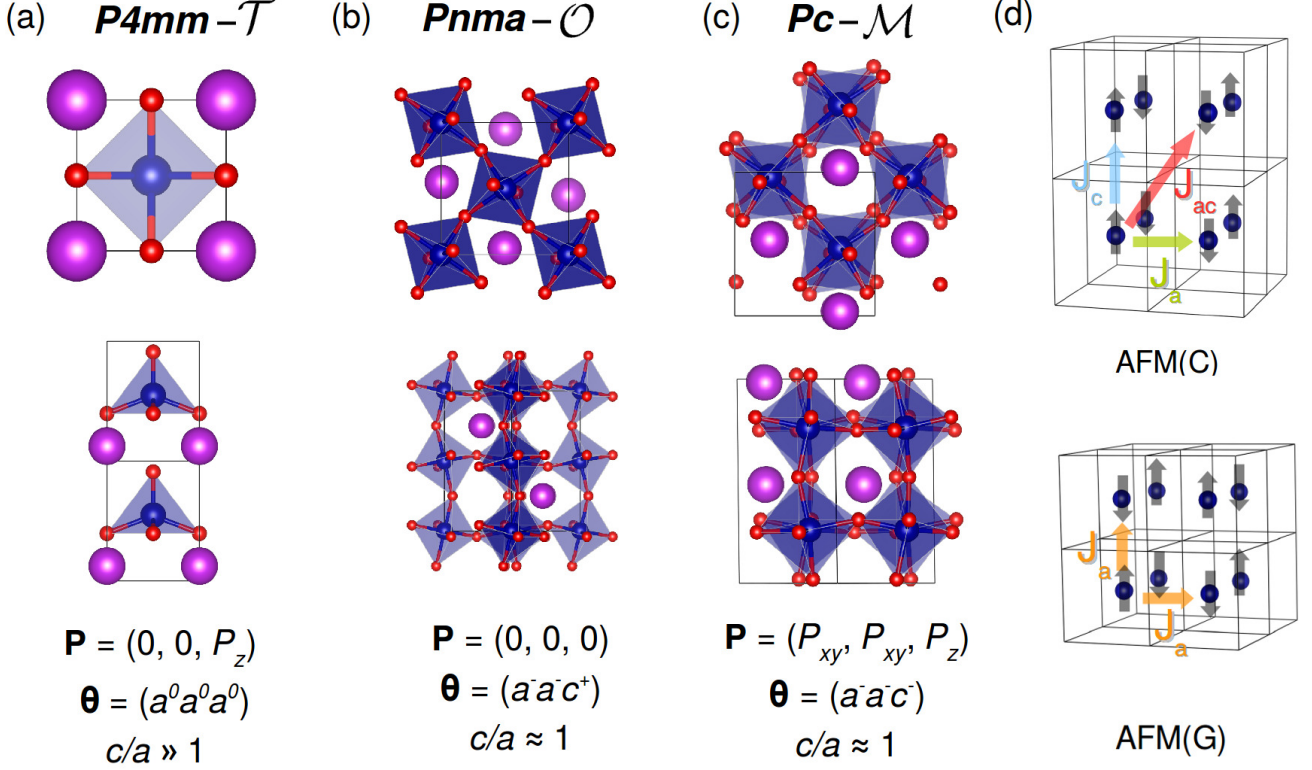 (a) P4mm – 𝒯
P = (0, 0, P_z)
θ = (a⁰a⁰a⁰)
c/a » 1
(b) Pnma – 𝒪
P = (0, 0, 0)
θ = (a⁻a⁻c⁺)
c/a ≈ 1
(c) Pc – ℳ
P = (P_xy, P_xy, P_z)
θ = (a⁻a⁻c⁻)
c/a ≈ 1
(d)
J_c
J_ac
J_a
AFM(C)
J_a
J_a
AFM(G)